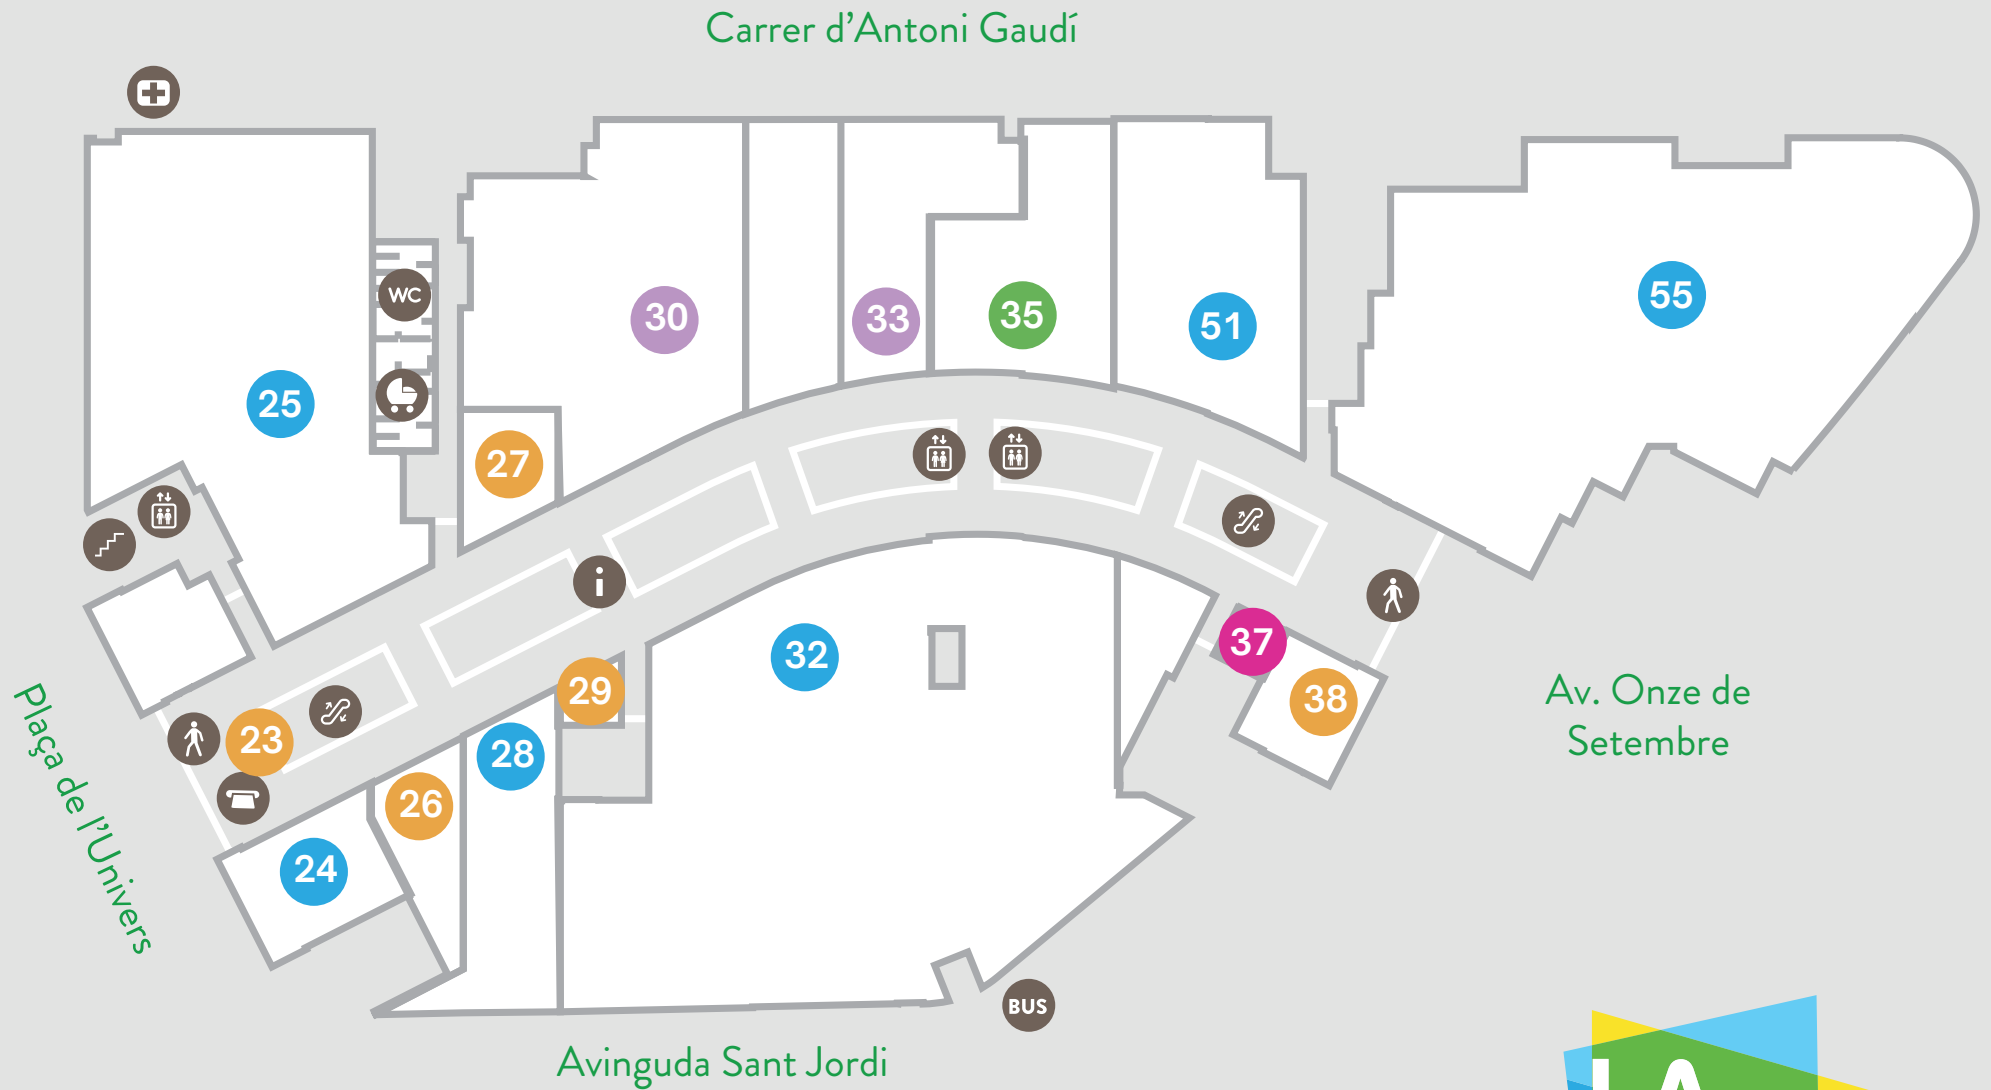 Carrer d'Antoni Gaudí
WC
30
33
35
51
55
25
27
i
32
37
29
38
23
28
26
24
Plaça de l'Univers
Av. Onze de
Setembre
BUS
Avinguda Sant Jordi
LA